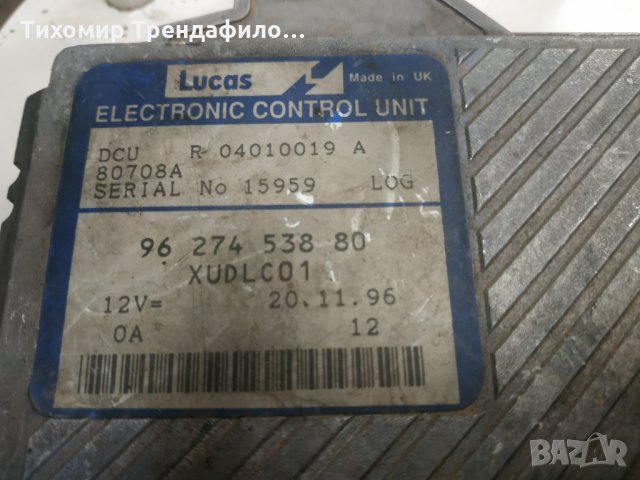 Тихомир Трендафило...
Lucas
Made in UK
ELECTRONIC CONTROL UNIT
DCU R 04010019 A
80708A
SERIAL No 15959 LOG
96 274 538 80
XUDLC01
12V= 20.11.96
0A 12
BAZAR